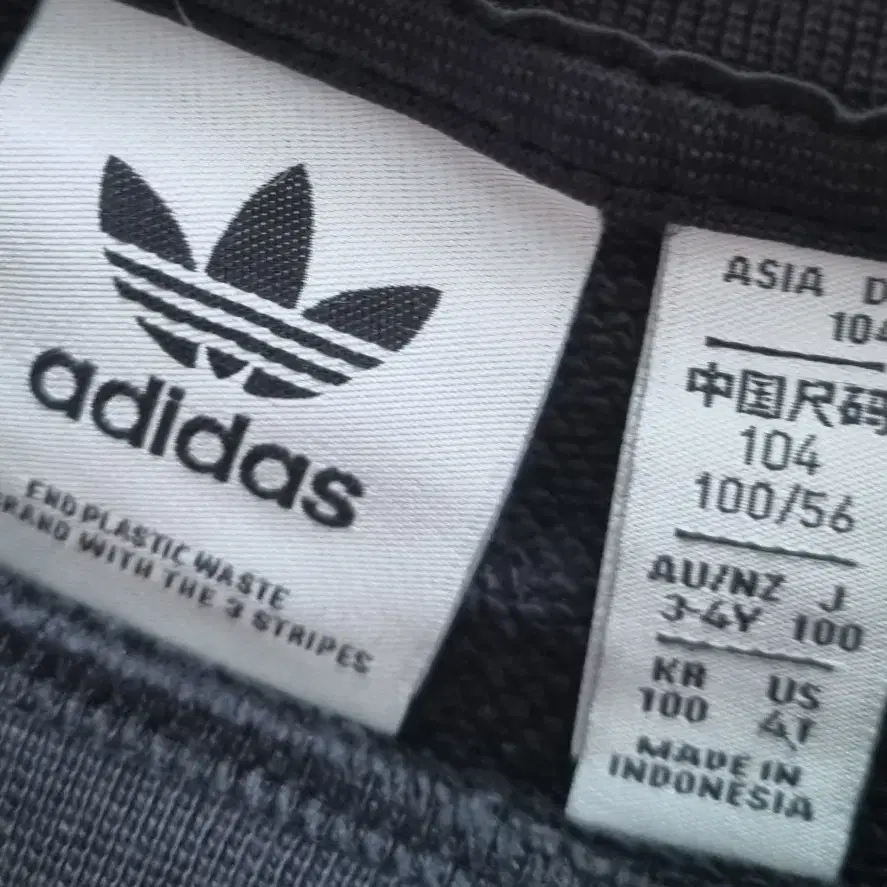 adidas
END PLASTIC WASTE
BRAND WITH THE 3 STRIPES
ASIA D
104
中国尺码
104
100/56
AU/NZ J
3-4Y 100
KR US
100 4T
MADE IN
INDONESIA